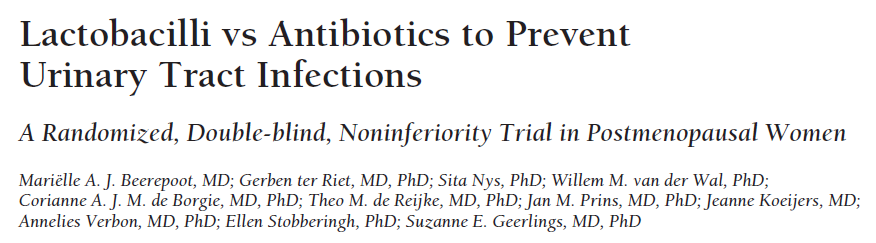 Lactobacilli vs Antibiotics to Prevent
Urinary Tract Infections
A Randomized, Double-blind, Noninferiority Trial in Postmenopausal Women
Mariëlle A. J. Beerepoot, MD; Gerben ter Riet, MD, PhD; Sita Nys, PhD; Willem M. van der Wal, PhD;
Corianne A. J. M. de Borgie, MD, PhD; Theo M. de Reijke, MD, PhD; Jan M. Prins, MD, PhD; Jeanne Koeijers, MD;
Annelies Verbon, MD, PhD; Ellen Stobberingh, PhD; Suzanne E. Geerlings, MD, PhD